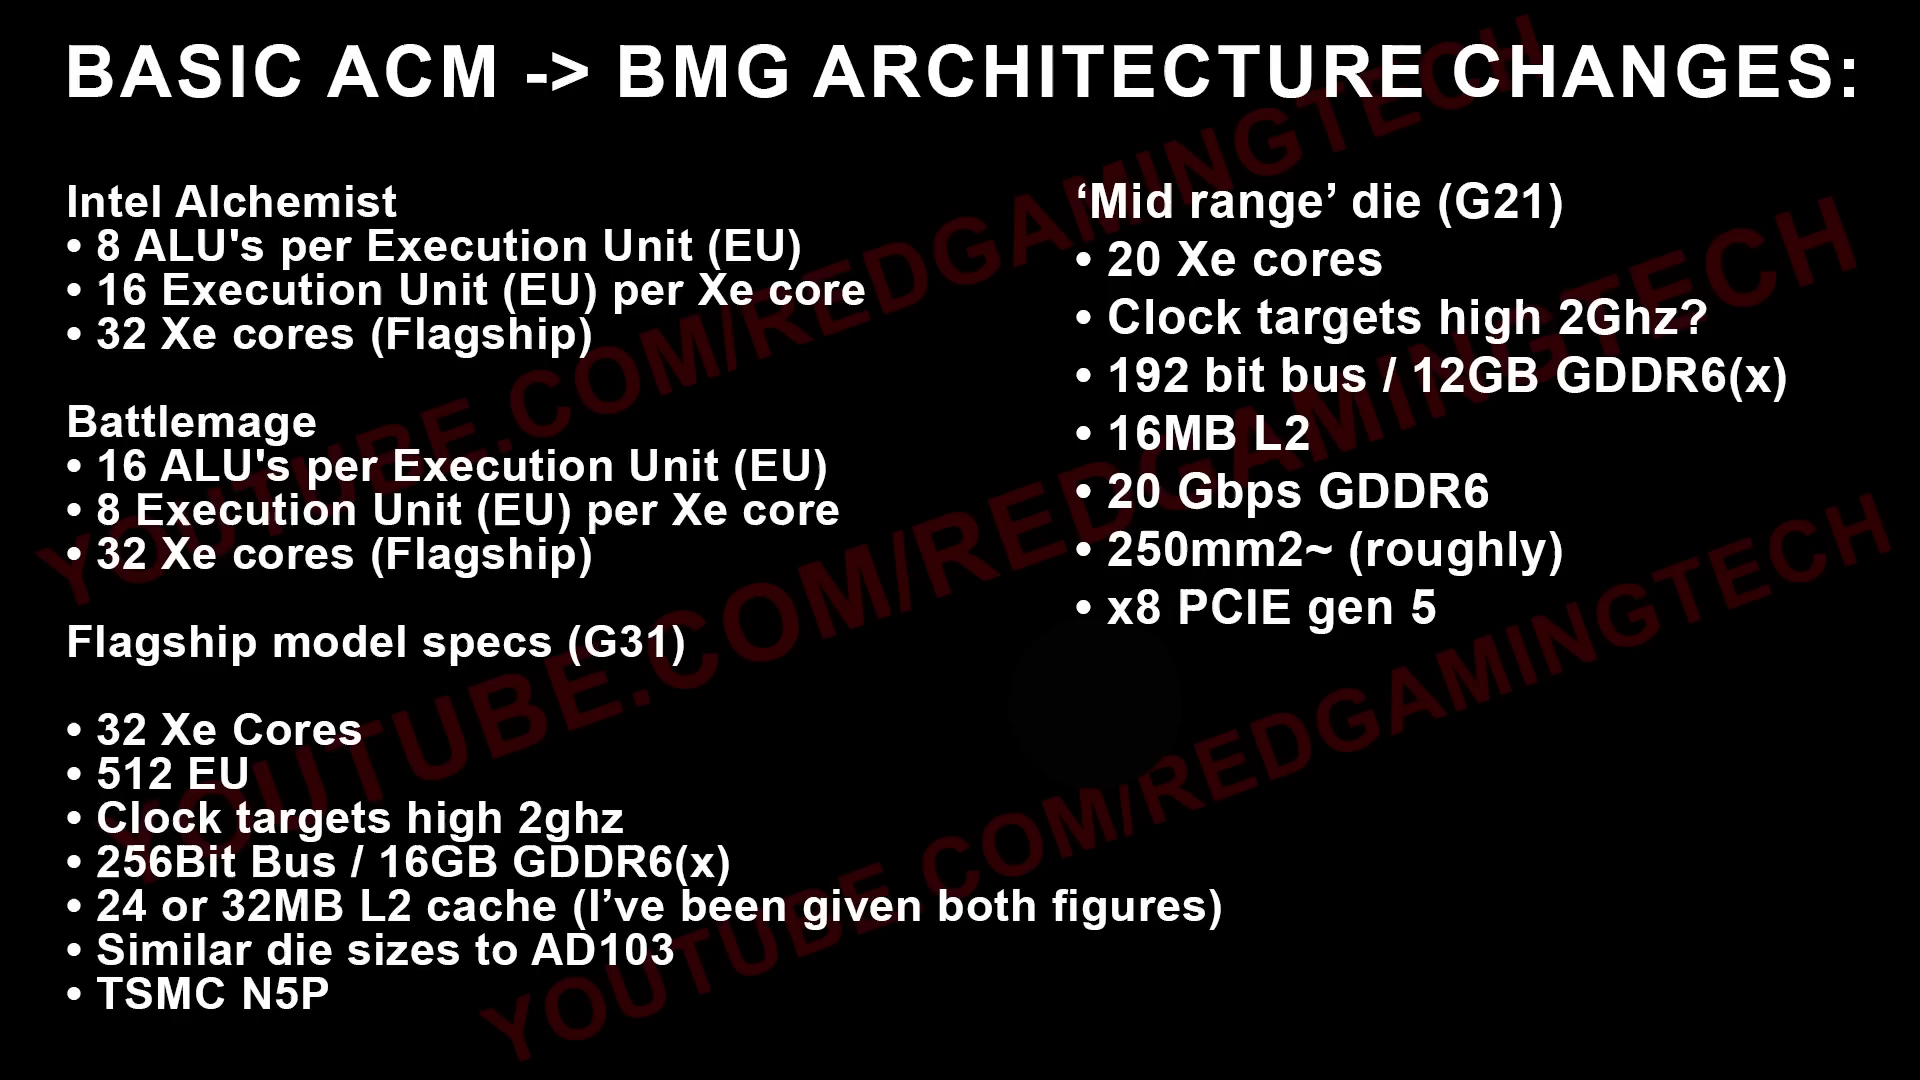 BASIC ACM -> BMG ARCHITECTURE CHANGES:
Intel Alchemist
• 8 ALU's per Execution Unit (EU)
• 16 Execution Unit (EU) per Xe core
• 32 Xe cores (Flagship)
Battlemage
• 16 ALU's per Execution Unit (EU)
• 8 Execution Unit (EU) per Xe core
• 32 Xe cores (Flagship)
Flagship model specs (G31)
• 32 Xe Cores
• 512 EU
• Clock targets high 2ghz
• 256Bit Bus / 16GB GDDR6(x)
• 24 or 32MB L2 cache (I’ve been given both figures)
• Similar die sizes to AD103
• TSMC N5P
‘Mid range’ die (G21)
• 20 Xe cores
• Clock targets high 2Ghz?
• 192 bit bus / 12GB GDDR6(x)
• 16MB L2
• 20 Gbps GDDR6
• 250mm2~ (roughly)
• x8 PCIE gen 5
YOUTUBE.COM/REDGAMINGTECH
YOUTUBE.COM/REDGAMINGTECH
YOUTUBE.COM/REDGAMINGTECH